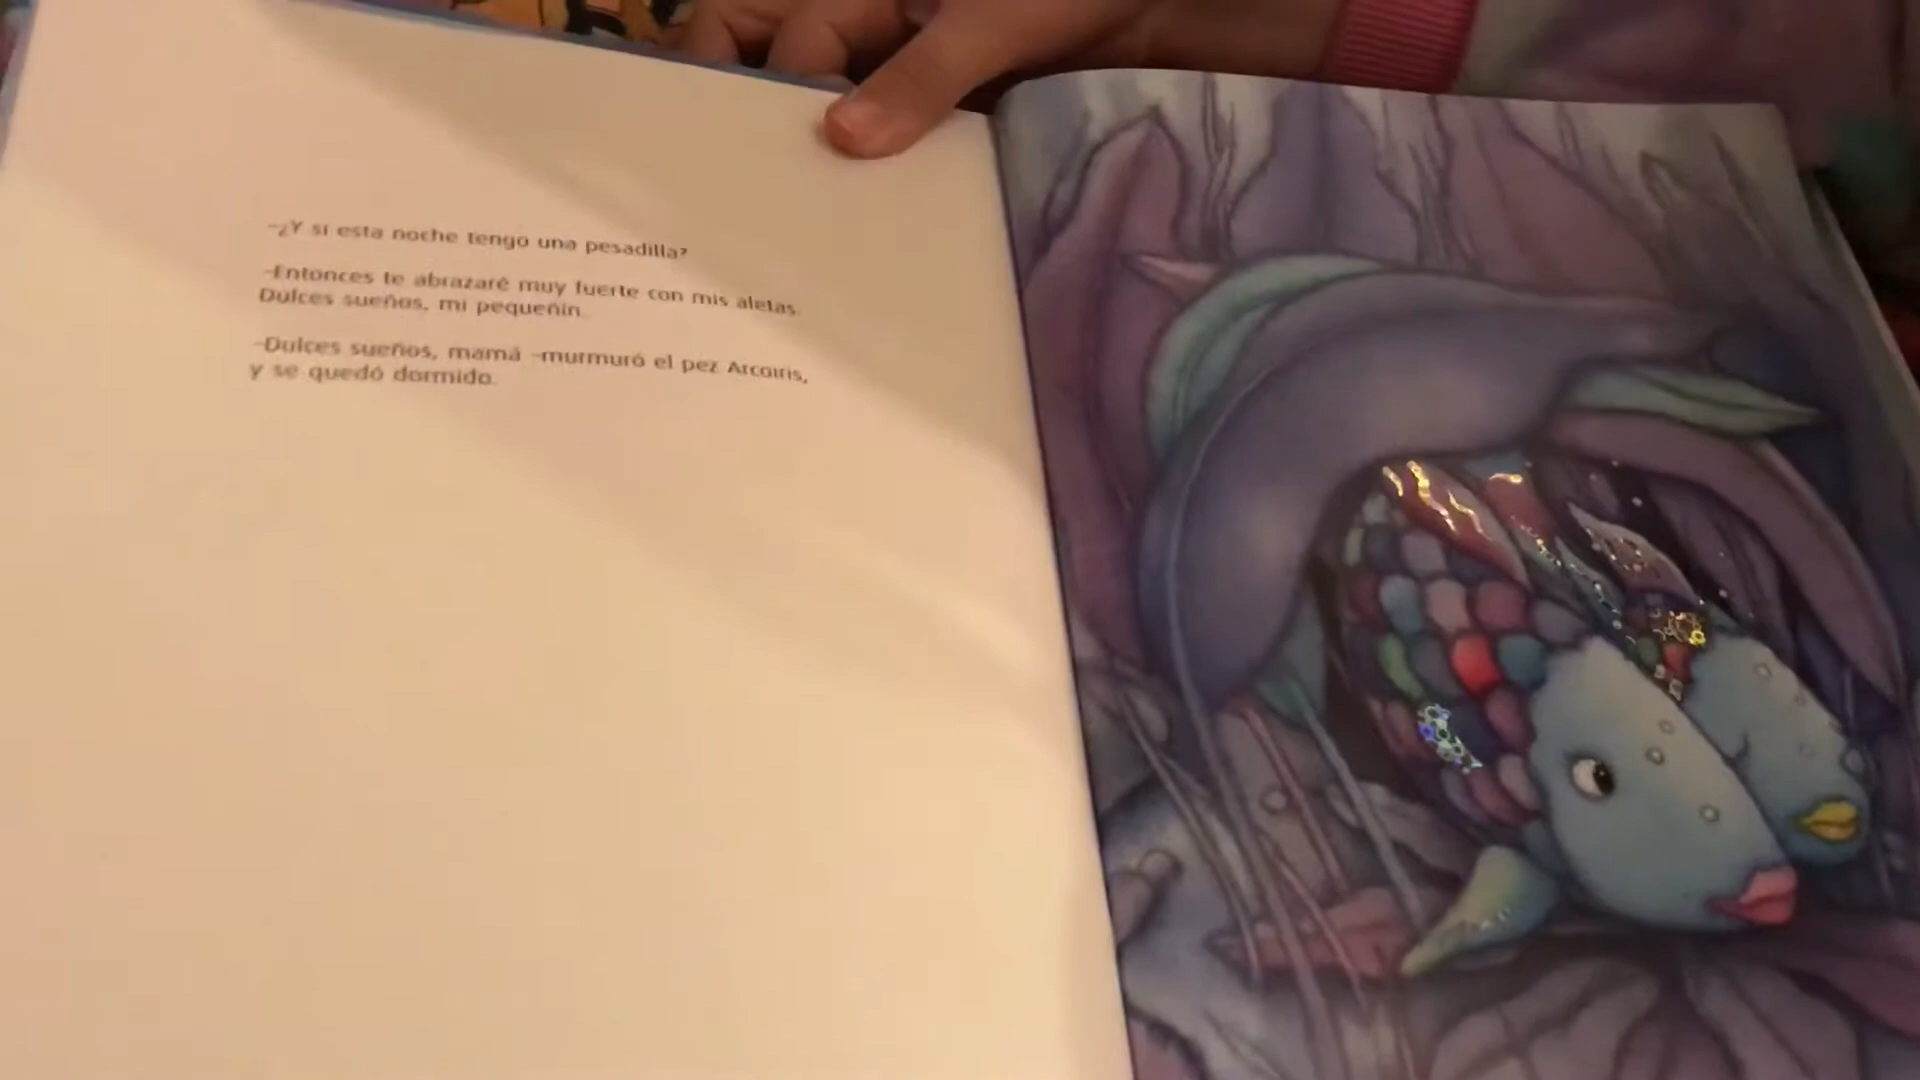 –¿Y si esta noche tengo una pesadilla?
–Entonces te abrazaré muy fuerte con mis aletas.
Dulces sueños, mi pequeñín.
–Dulces sueños, mamá –murmuró el pez Arcoíris,
y se quedó dormido.